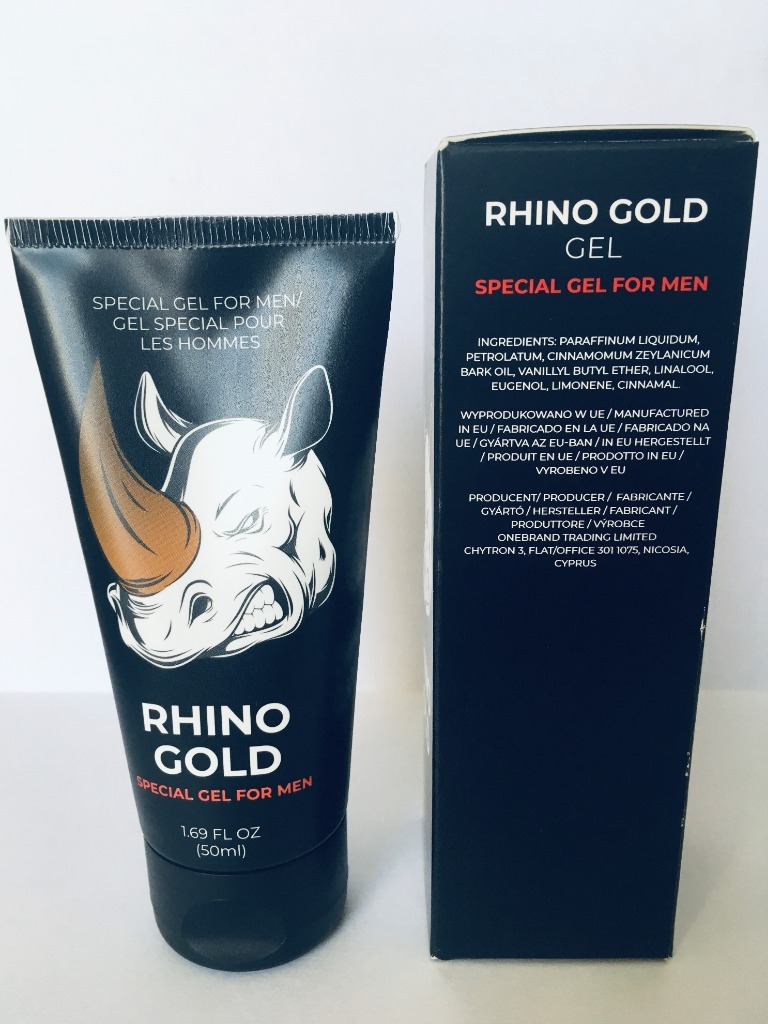 SPECIAL GEL FOR MEN/
GEL SPECIAL POUR
LES HOMMES
RHINO
GOLD
SPECIAL GEL FOR MEN
1.69 FL OZ
(50ml)
RHINO GOLD
GEL
SPECIAL GEL FOR MEN
INGREDIENTS: PARAFFINUM LIQUIDUM,
PETROLATUM, CINNAMOMUM ZEYLANICUM
BARK OIL, VANILLYL BUTYL ETHER, LINALOOL,
EUGENOL, LIMONENE, CINNAMAL.
WYPRODUKOWANO W UE / MANUFACTURED
IN EU / FABRICADO EN LA UE / FABRICADO NA
UE / GYÁRTVA AZ EU-BAN / IN EU HERGESTELLT
/ PRODUIT EN UE / PRODOTTO IN EU /
VYROBENO V EU
PRODUCENT/ PRODUCER / FABRICANTE /
GYÁRTÓ / HERSTELLER / FABRICANT /
PRODUTTORE / VÝROBCE
ONEBRAND TRADING LIMITED
CHYTRON 3, FLAT/OFFICE 301 1075, NICOSIA,
CYPRUS